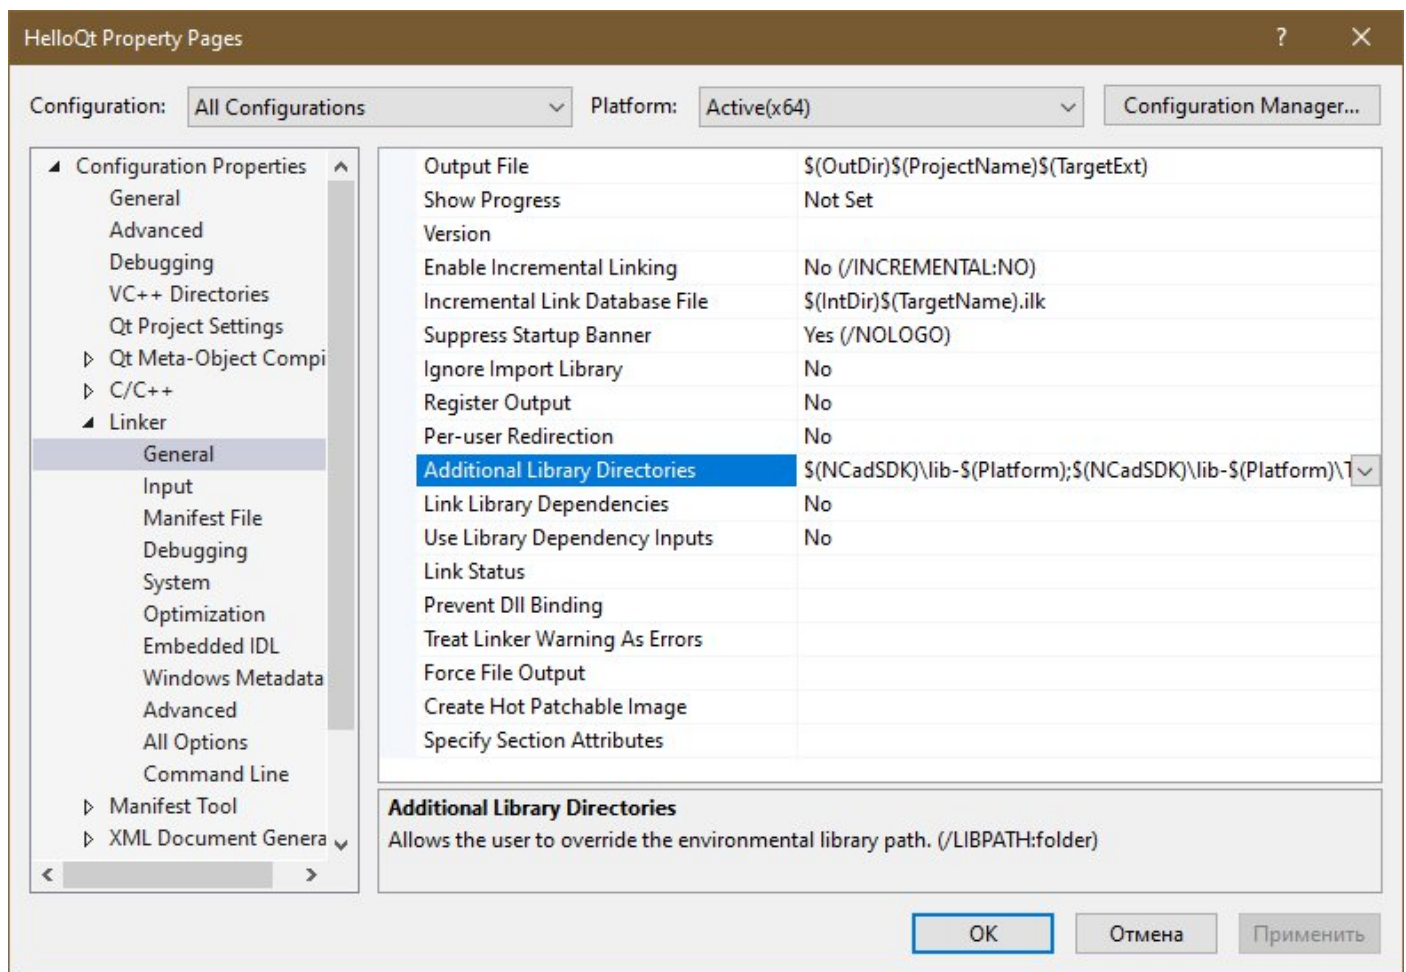 HelloQt Property Pages
Configuration: All Configurations Platform: Active(x64) Configuration Manager...
Configuration Properties
General
Advanced
Debugging
VC++ Directories
Qt Project Settings
Qt Meta-Object Compi
C/C++
Linker
General
Input
Manifest File
Debugging
System
Optimization
Embedded IDL
Windows Metadata
Advanced
All Options
Command Line
Manifest Tool
XML Document Genera
Output File $(OutDir)$(ProjectName)$(TargetExt)
Show Progress Not Set
Version
Enable Incremental Linking No (/INCREMENTAL:NO)
Incremental Link Database File $(IntDir)$(TargetName).ilk
Suppress Startup Banner Yes (/NOLOGO)
Ignore Import Library No
Register Output No
Per-user Redirection No
Additional Library Directories $(NCadSDK)\lib-$(Platform);$(NCadSDK)\lib-$(Platform)\T
Link Library Dependencies No
Use Library Dependency Inputs No
Link Status
Prevent Dll Binding
Treat Linker Warning As Errors
Force File Output
Create Hot Patchable Image
Specify Section Attributes
Additional Library Directories
Allows the user to override the environmental library path. (/LIBPATH:folder)
OK Отмена Применить